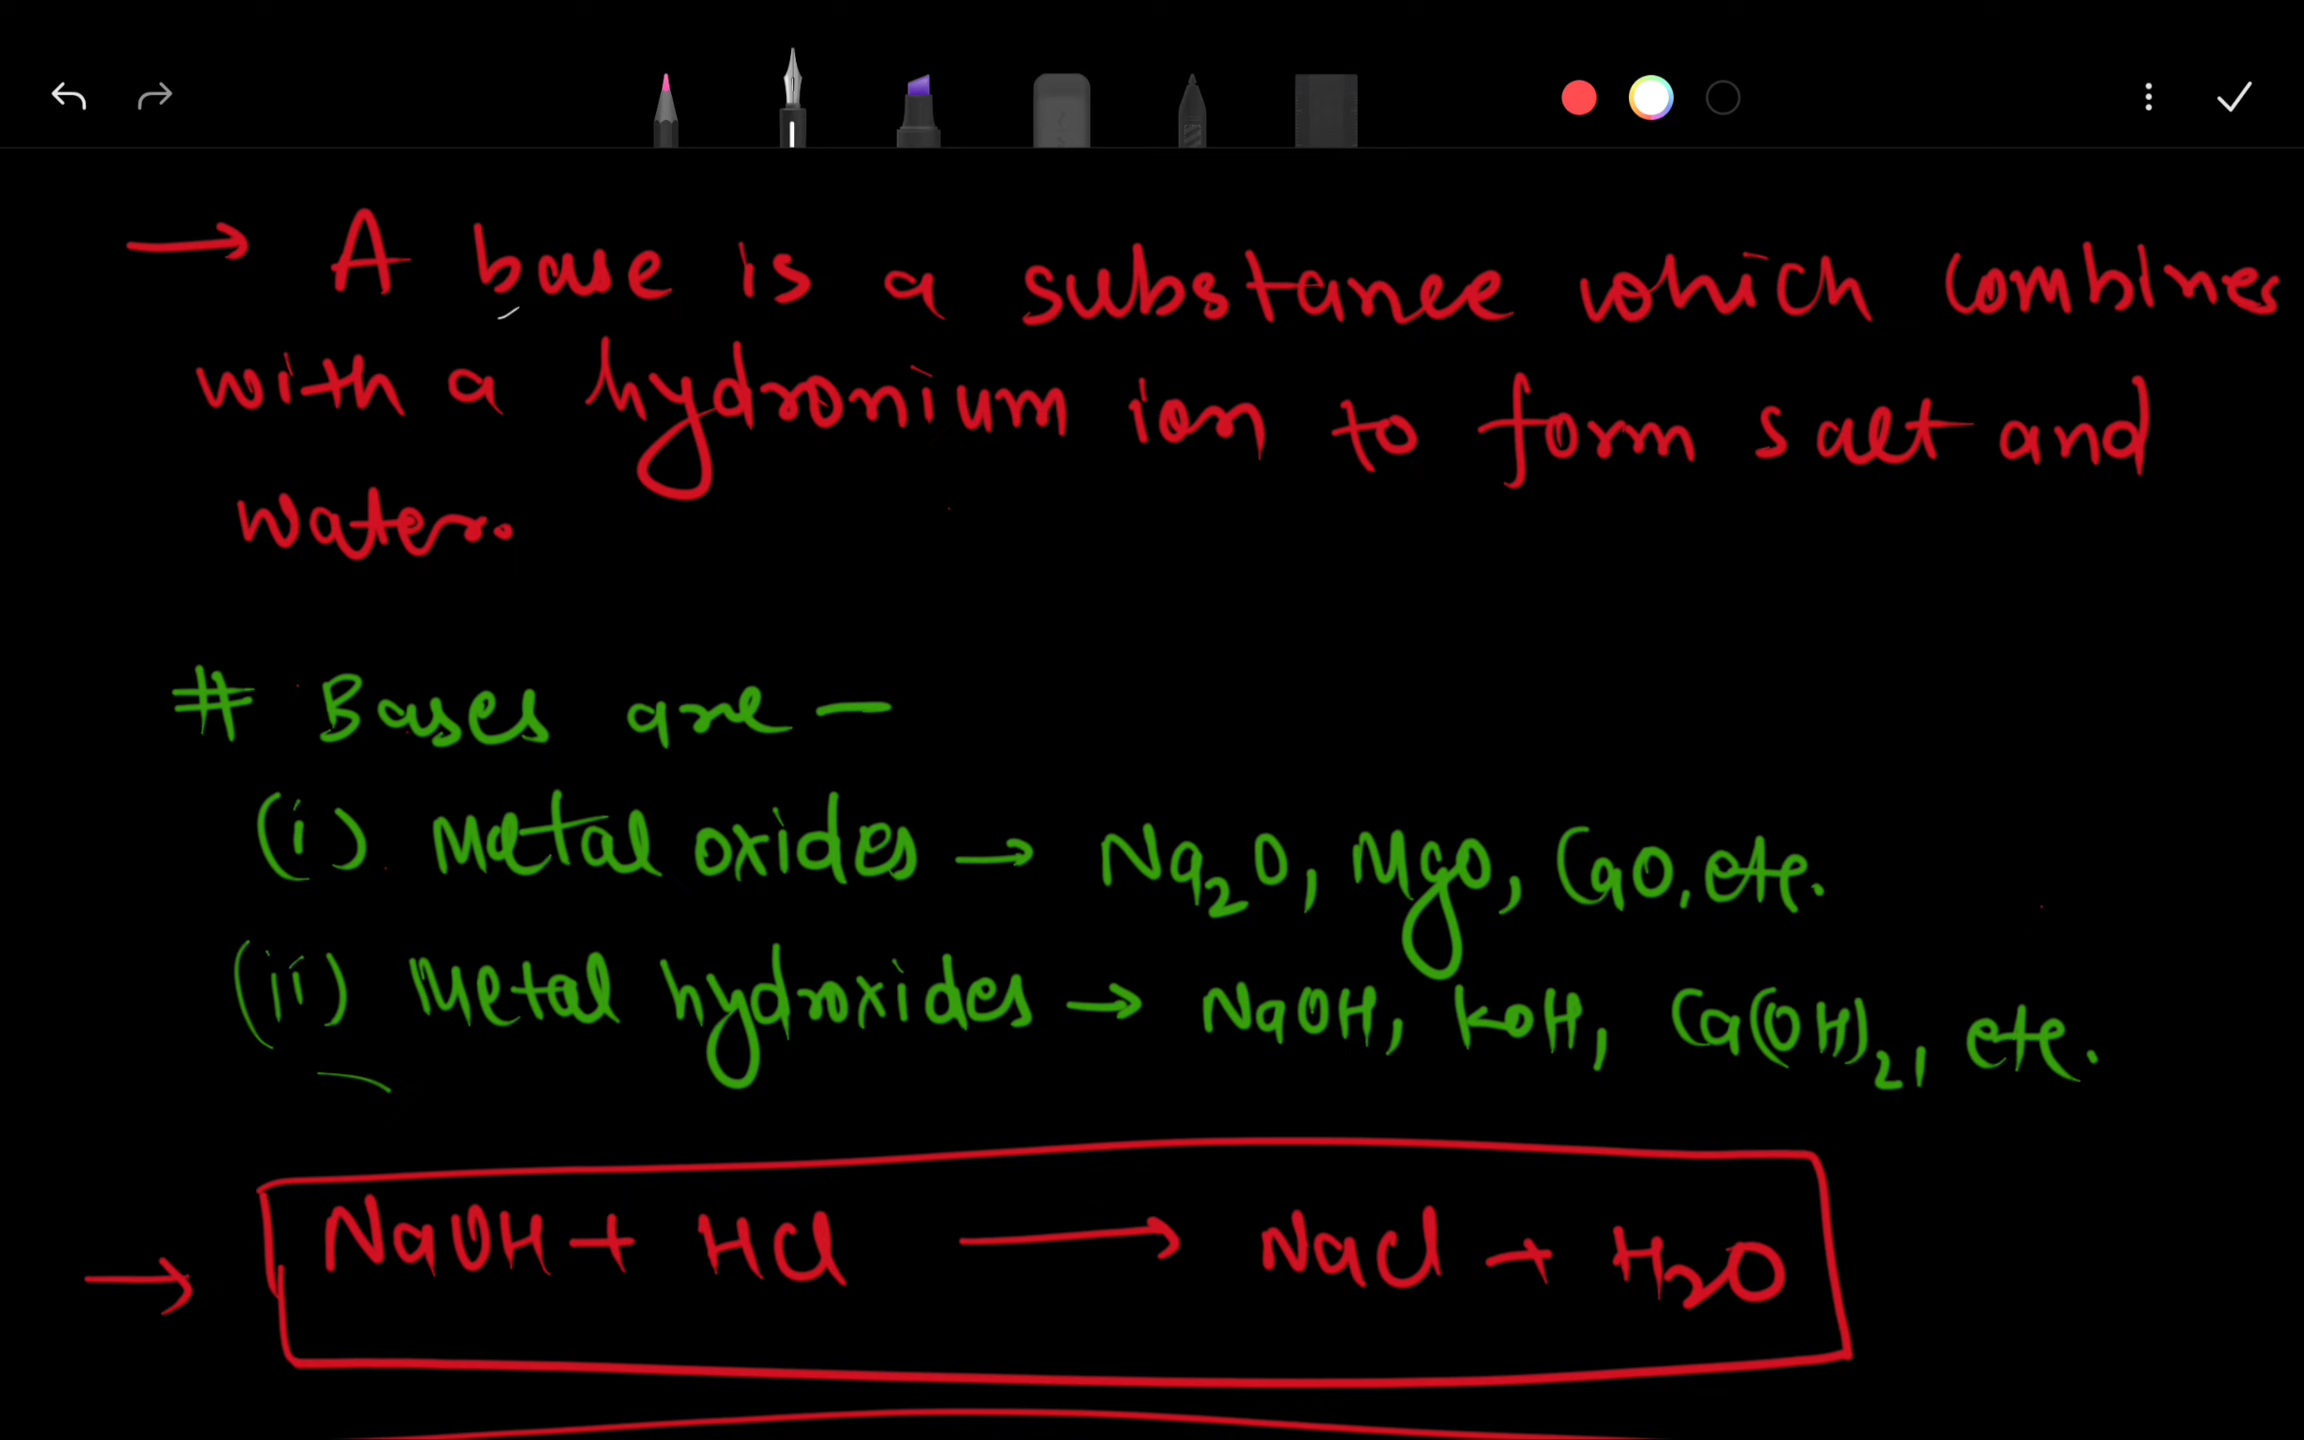 → A base is a substance which combines
with a hydronium ion to form salt and
water.
# Bases are —
(i) Metal oxides → Na₂O, MgO, CaO, etc.
(ii) Metal hydroxides → NaOH, KOH, Ca(OH)₂, etc.
→ NaOH + HCl → NaCl + H₂O